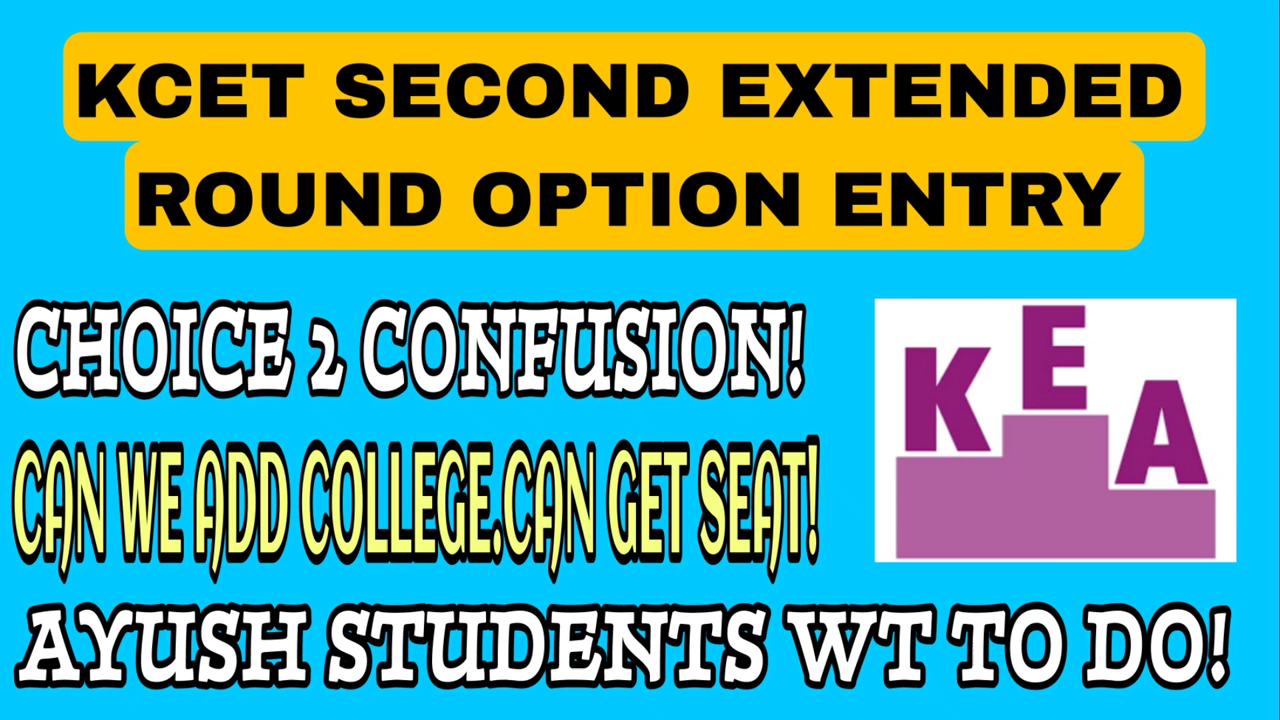 KCET SECOND EXTENDED
ROUND OPTION ENTRY
CHOICE 2 CONFUSION!
CAN WE ADD COLLEGE.CAN GET SEAT!
KEA
AYUSH STUDENTS WT TO DO!